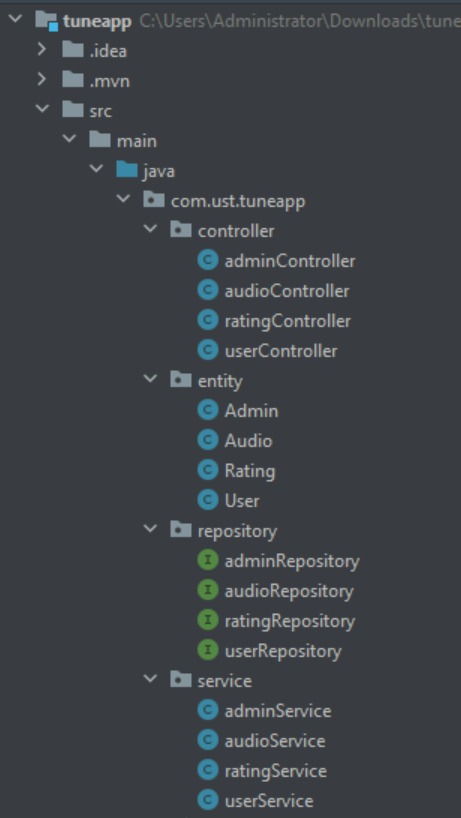 tuneapp C:\Users\Administrator\Downloads\tune
.idea
.mvn
src
main
java
com.ust.tuneapp
controller
C adminController
C audioController
C ratingController
C userController
entity
C Admin
C Audio
C Rating
C User
repository
I adminRepository
I audioRepository
I ratingRepository
I userRepository
service
C adminService
C audioService
C ratingService
C userService